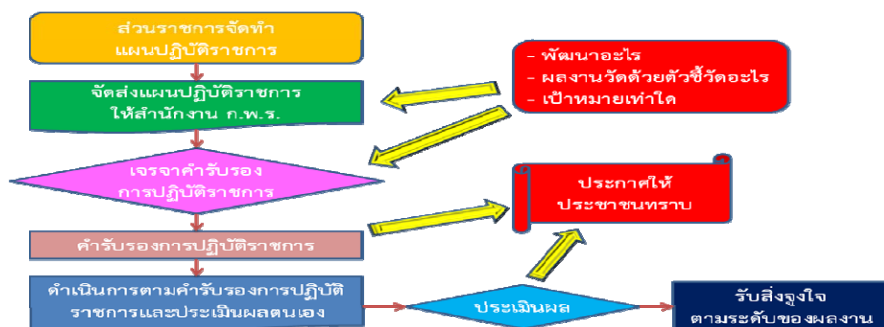 ส่วนราชการจัดทำ
แผนปฏิบัติราชการ
- พัฒนาอะไร
- ผลงานวัดด้วยตัวชี้วัดอะไร
- เป้าหมายเท่าใด
จัดส่งแผนปฏิบัติราชการ
ให้สำนักงาน ก.พ.ร.
เจรจาคำรับรอง
การปฏิบัติราชการ
ประกาศให้
ประชาชนทราบ
คำรับรองการปฏิบัติราชการ
ดำเนินการตามคำรับรองการปฏิบัติ
ราชการและประเมินผลตนเอง
ประเมินผล
รับสิ่งจูงใจ
ตามระดับของผลงาน